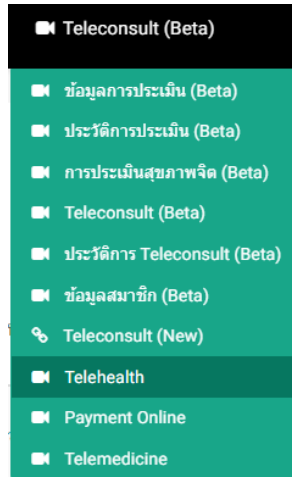 Teleconsult (Beta)
ข้อมูลการประเมิน (Beta)
ประวัติการประเมิน (Beta)
การประเมินสุขภาพจิต (Beta)
Teleconsult (Beta)
ประวัติการ Teleconsult (Beta)
ข้อมูลสมาชิก (Beta)
Teleconsult (New)
Telehealth
Payment Online
Telemedicine